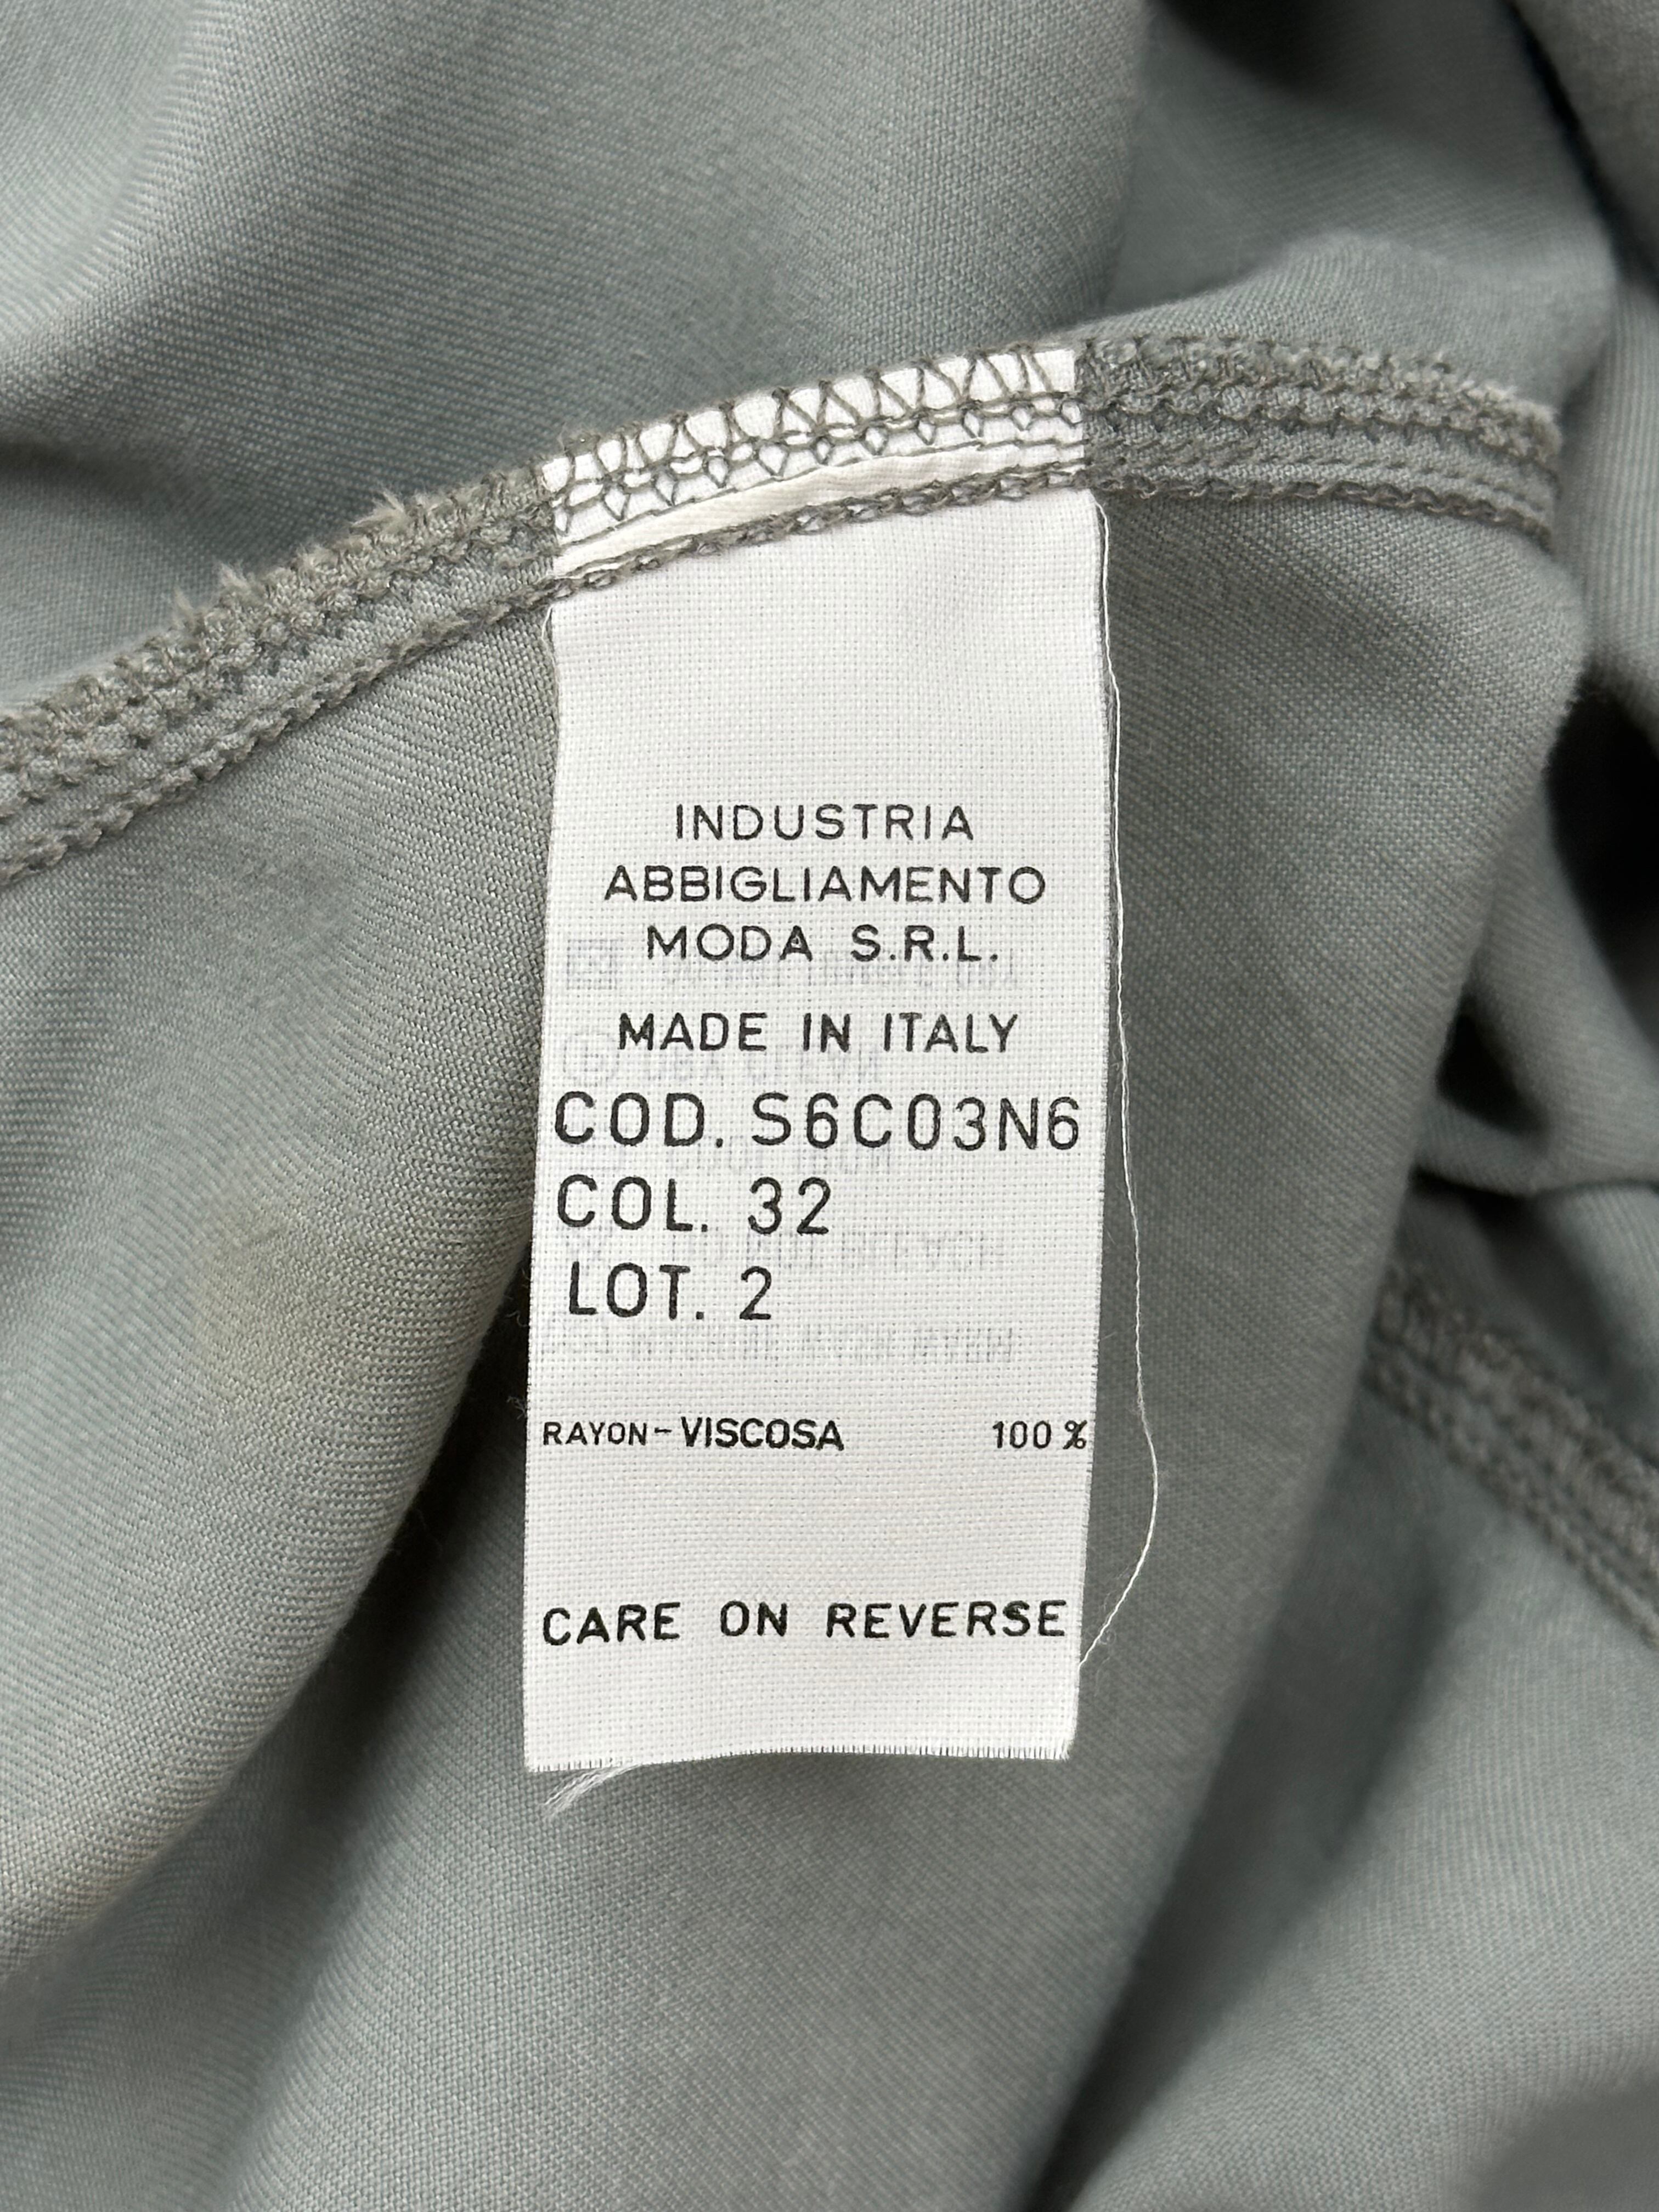 INDUSTRIA
ABBIGLIAMENTO
MODA S.R.L.
MADE IN ITALY
COD. S6C03N6
COL. 32
LOT. 2
RAYON-VISCOSA 100 %
CARE ON REVERSE